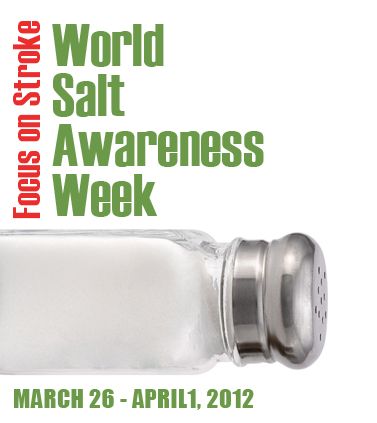 Focus on Stroke
World
Salt
Awareness
Week
MARCH 26 - APRIL1, 2012